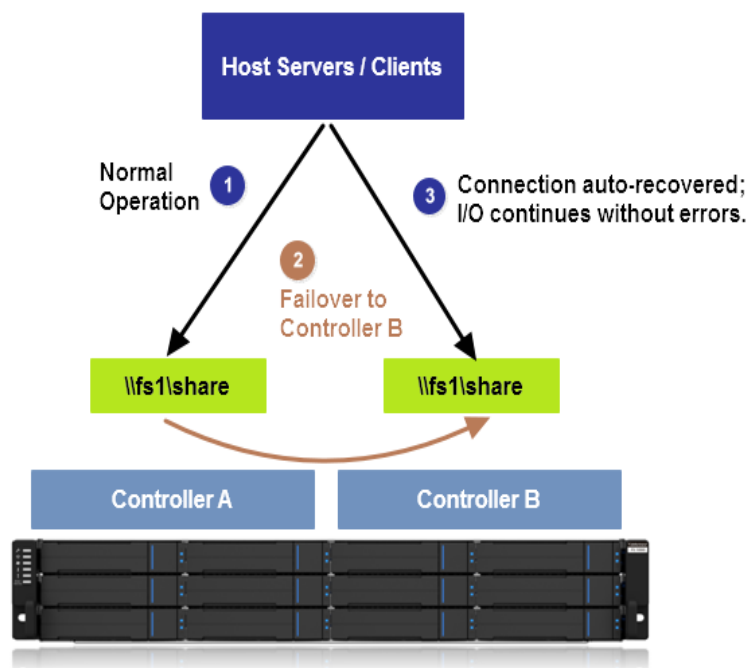 Host Servers / Clients
Normal
Operation
1
3
Connection auto-recovered;
I/O continues without errors.
2
Failover to
Controller B
\\fs1\share
\\fs1\share
Controller A
Controller B